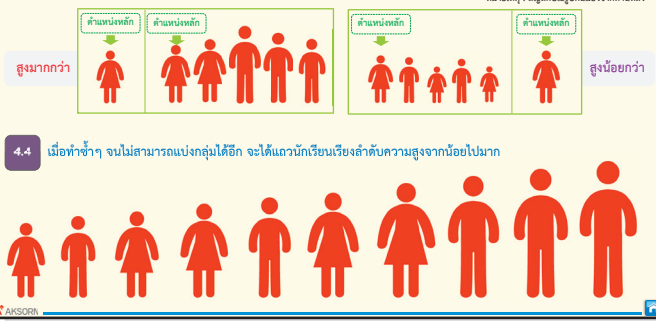 ตำแหน่งหลัก ตำแหน่งหลัก ตำแหน่งหลัก ตำแหน่งหลัก
สูงมากกว่า
สูงน้อยกว่า
4.4 เมื่อทำซ้ำๆ จนไม่สามารถแบ่งกลุ่มได้อีก จะได้แถวนักเรียนเรียงลำดับความสูงจากน้อยไปมาก
AKSORN